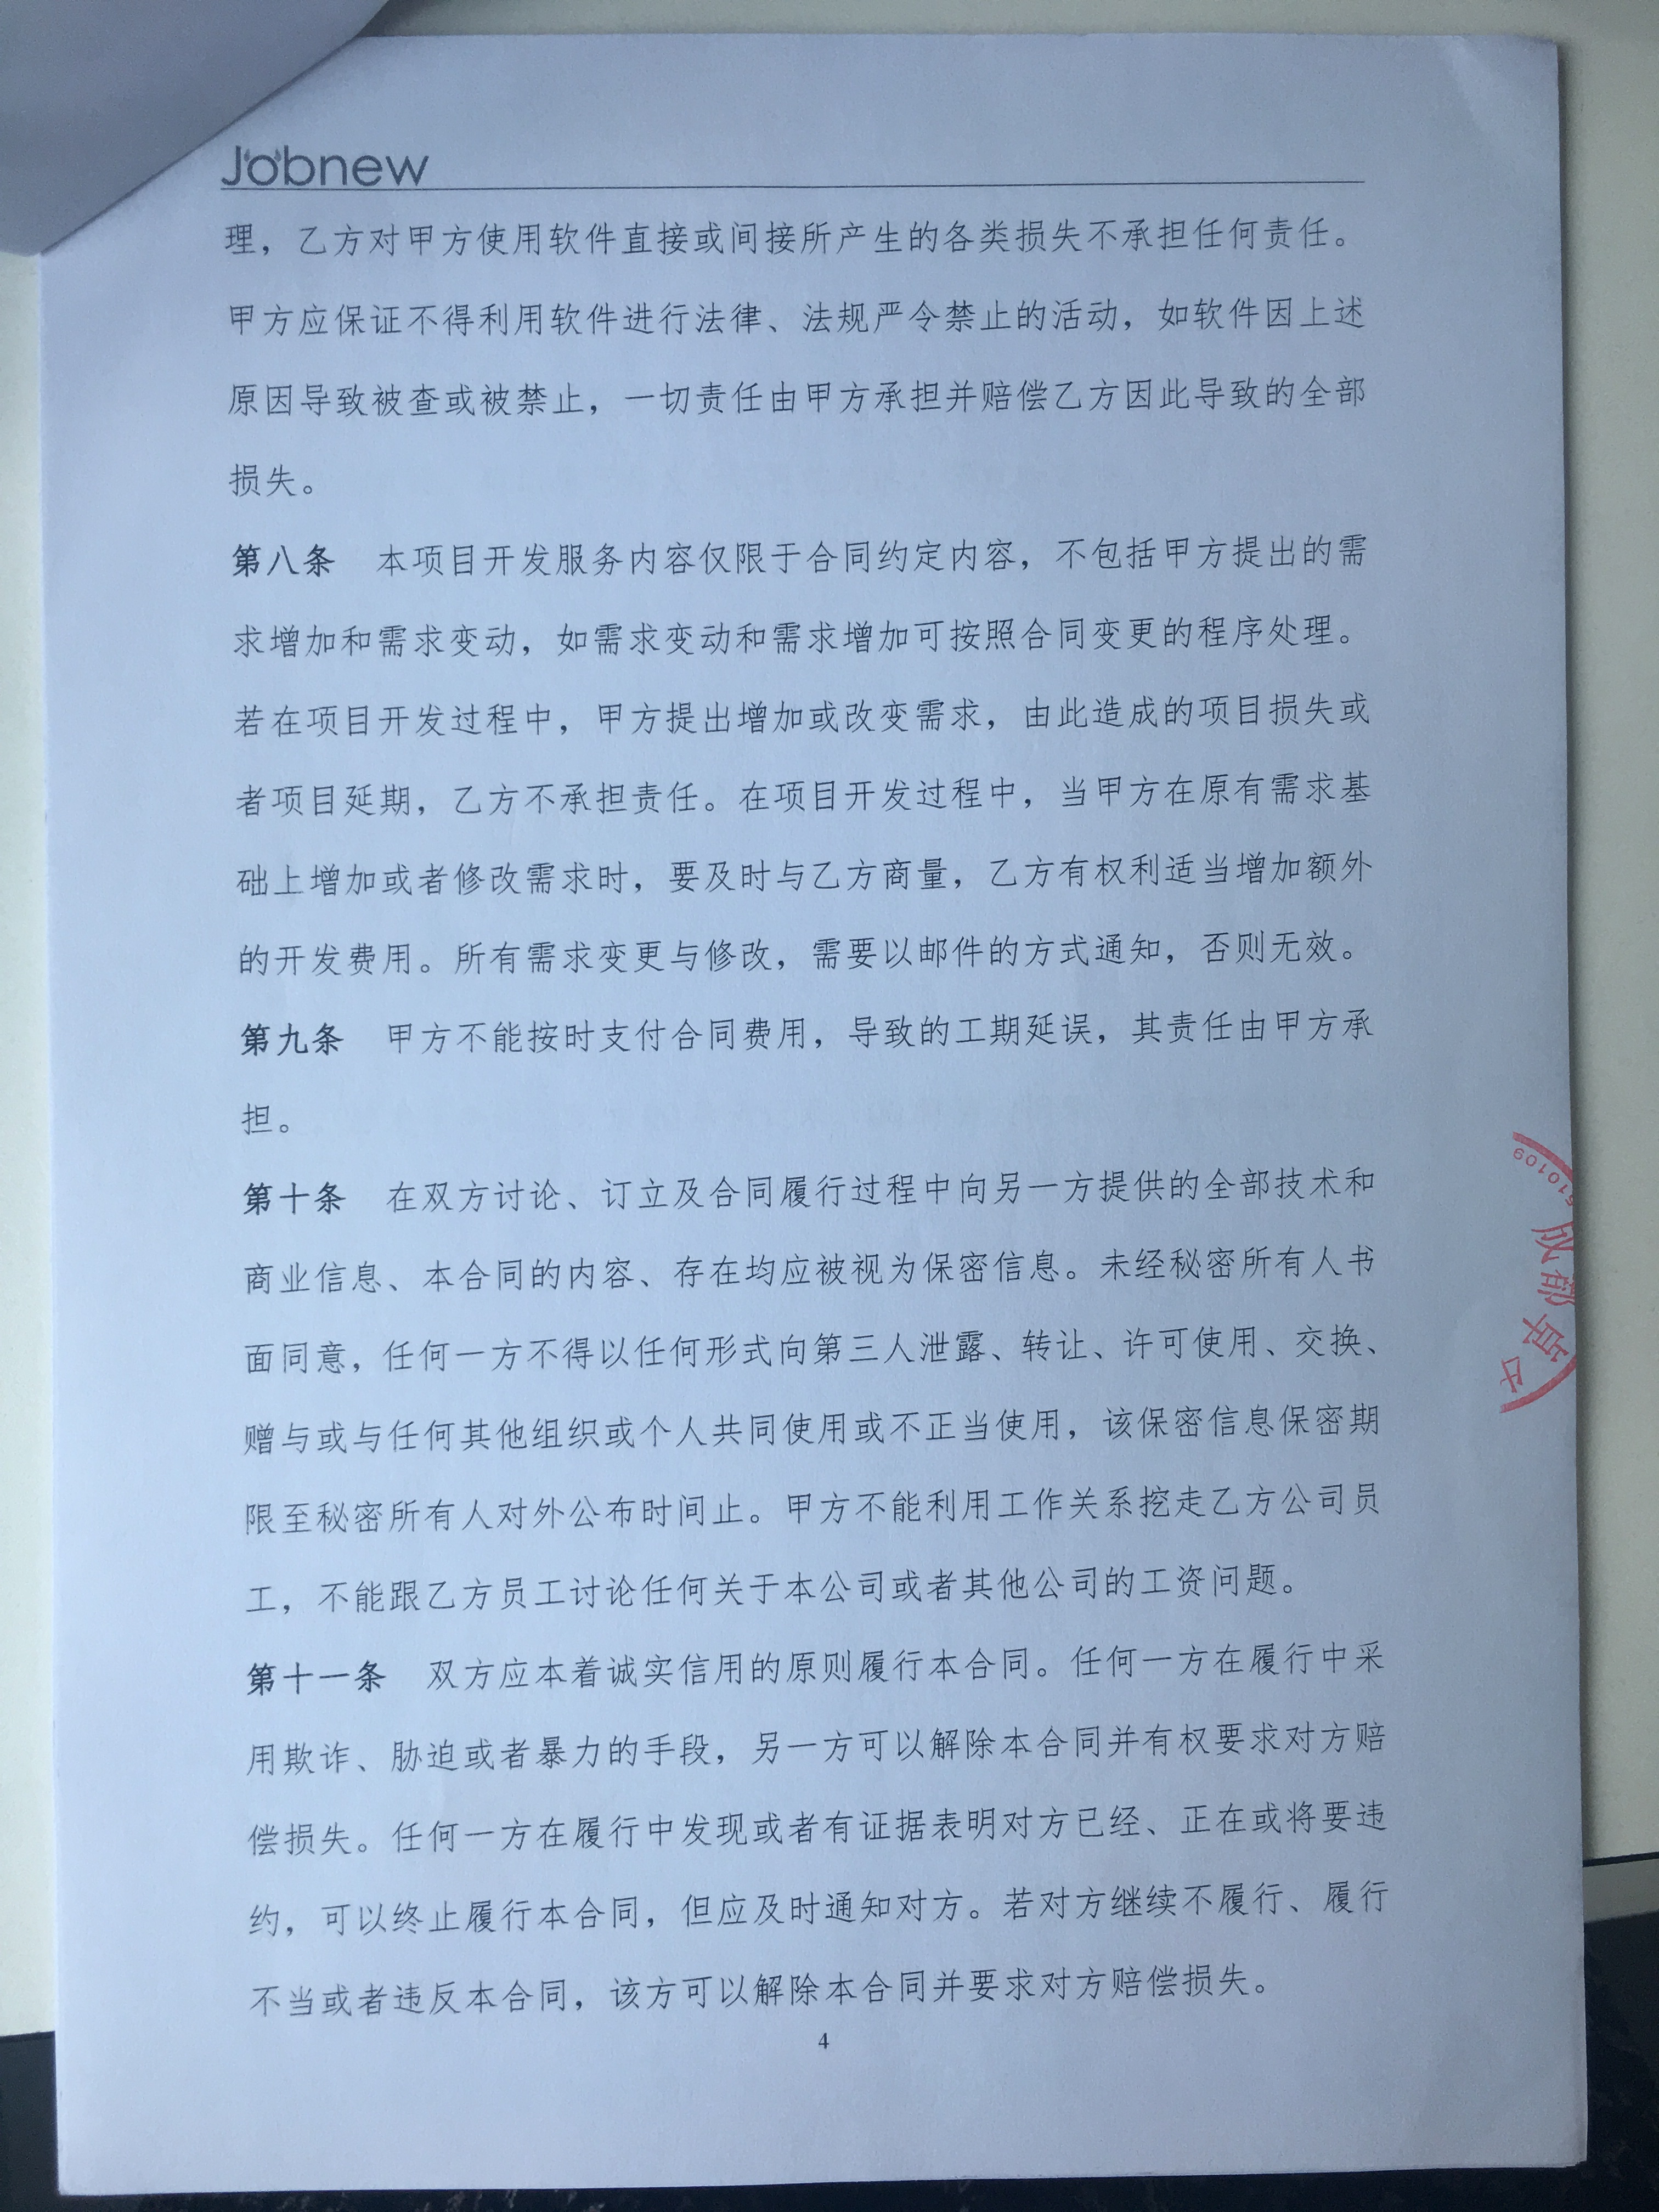 Jobnew
理，乙方对甲方使用软件直接或间接所产生的各类损失不承担任何责任。
甲方应保证不得利用软件进行法律、法规严令禁止的活动，如软件因上述
原因导致被查或被禁止，一切责任由甲方承担并赔偿乙方因此导致的全部
损失。
第八条 本项目开发服务内容仅限于合同约定内容，不包括甲方提出的需
求增加和需求变动，如需求变动和需求增加可按照合同变更的程序处理。
若在项目开发过程中，甲方提出增加或改变需求，由此造成的项目损失或
者项目延期，乙方不承担责任。在项目开发过程中，当甲方在原有需求基
础上增加或者修改需求时，要及时与乙方商量，乙方有权利适当增加额外
的开发费用。所有需求变更与修改，需要以邮件的方式通知，否则无效。
第九条 甲方不能按时支付合同费用，导致的工期延误，其责任由甲方承
担。
第十条 在双方讨论、订立及合同履行过程中向另一方提供的全部技术和
商业信息、本合同的内容、存在均应被视为保密信息。未经秘密所有人书
面同意，任何一方不得以任何形式向第三人泄露、转让、许可使用、交换、
赠与或与任何其他组织或个人共同使用或不正当使用，该保密信息保密期
限至秘密所有人对外公布时间止。甲方不能利用工作关系挖走乙方公司员
工，不能跟乙方员工讨论任何关于本公司或者其他公司的工资问题。
第十一条 双方应本着诚实信用的原则履行本合同。任何一方在履行中采
用欺诈、胁迫或者暴力的手段，另一方可以解除本合同并有权要求对方赔
偿损失。任何一方在履行中发现或者有证据表明对方已经、正在或将要违
约，可以终止履行本合同，但应及时通知对方。若对方继续不履行、履行
不当或者违反本合同，该方可以解除本合同并要求对方赔偿损失。
4
510109
成都卓